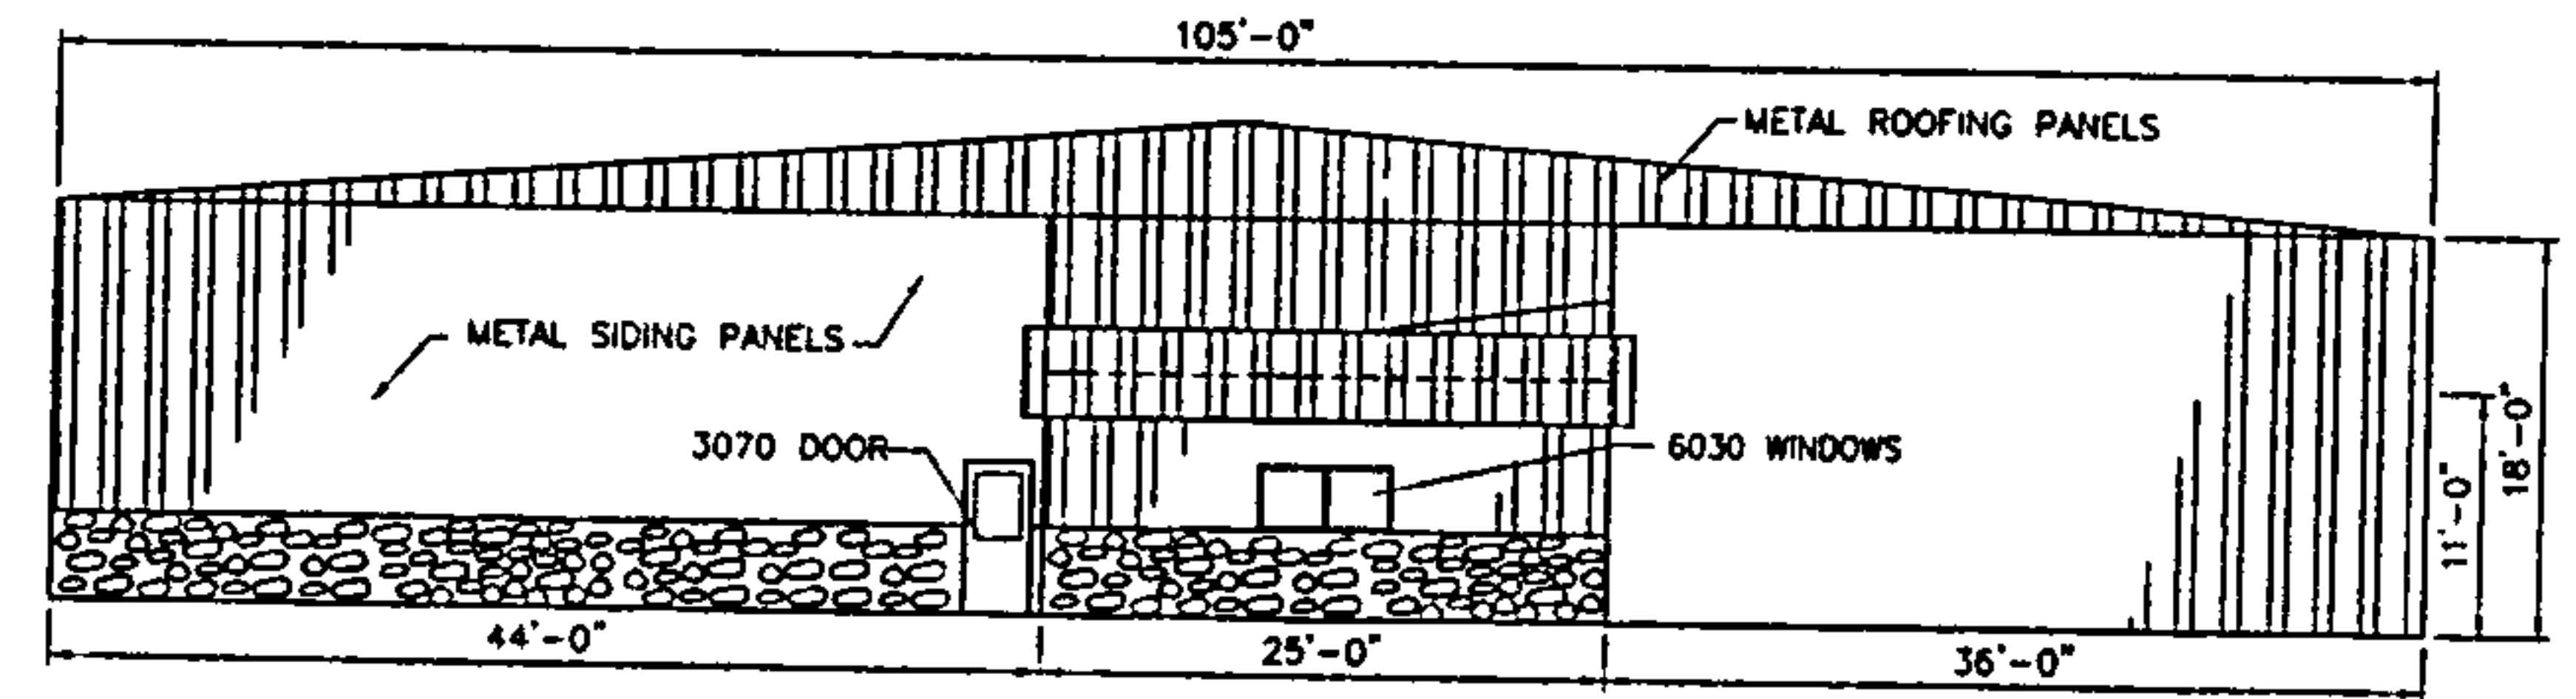 105'-0"
METAL ROOFING PANELS
METAL SIDING PANELS
3070 DOOR
6030 WINDOWS
11'-0"
18'-0"
44'-0"
25'-0"
36'-0"